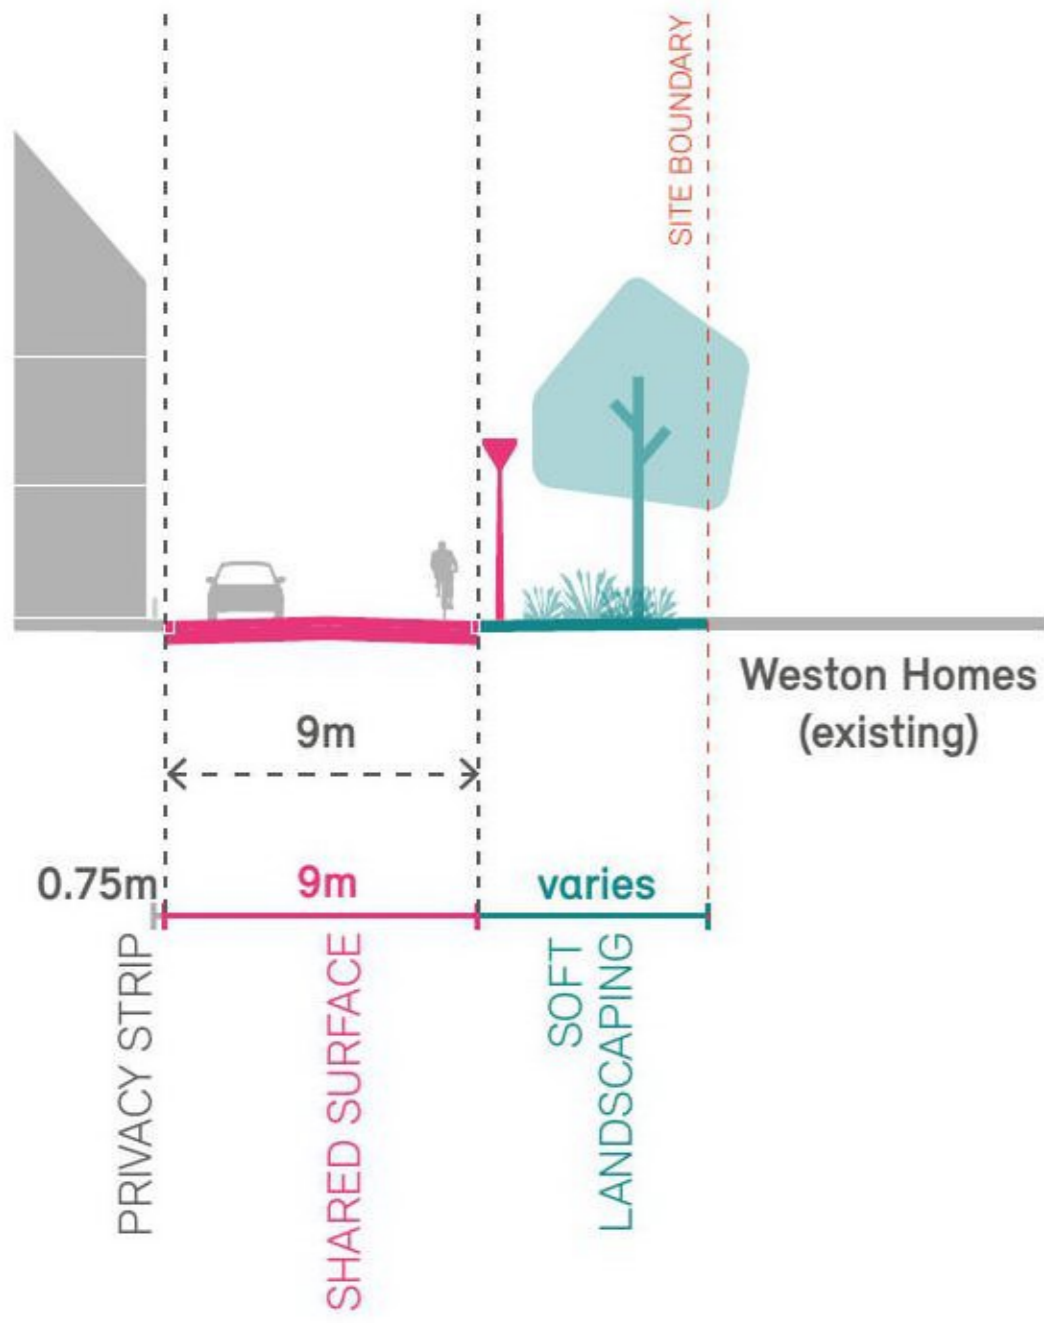 SITE BOUNDARY
Weston Homes
(existing)
9m
0.75m
9m
varies
PRIVACY STRIP
SHARED SURFACE
SOFT
LANDSCAPING